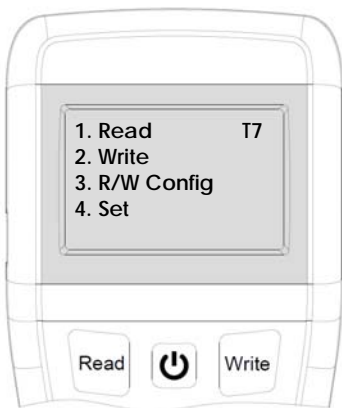 1. Read T7
2. Write
3. R/W Config
4. Set
Read Write